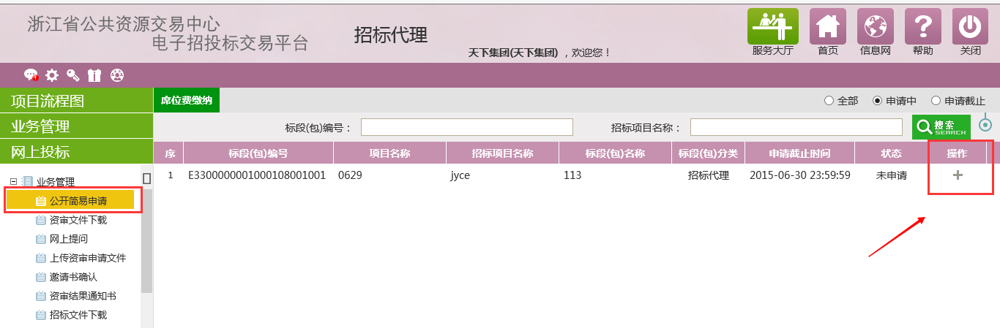 浙江省公共资源交易中心
电子招投标交易平台
招标代理
天下集团(天下集团) ，欢迎您！
服务大厅 首页 信息网 帮助 关闭
项目流程图
业务管理
网上投标
业务管理
公开简易申请
资审文件下载
网上提问
上传资审申请文件
邀请书确认
资审结果通知书
招标文件下载
席位费缴纳
全部 申请中 申请截止
标段(包)编号： 招标项目名称： 搜索 SEARCH
序 标段(包)编号 项目名称 招标项目名称 标段(包)名称 标段(包)分类 申请截止时间 状态 操作
1 E3300000001000108001001 0629 jyce 113 招标代理 2015-06-30 23:59:59 未申请